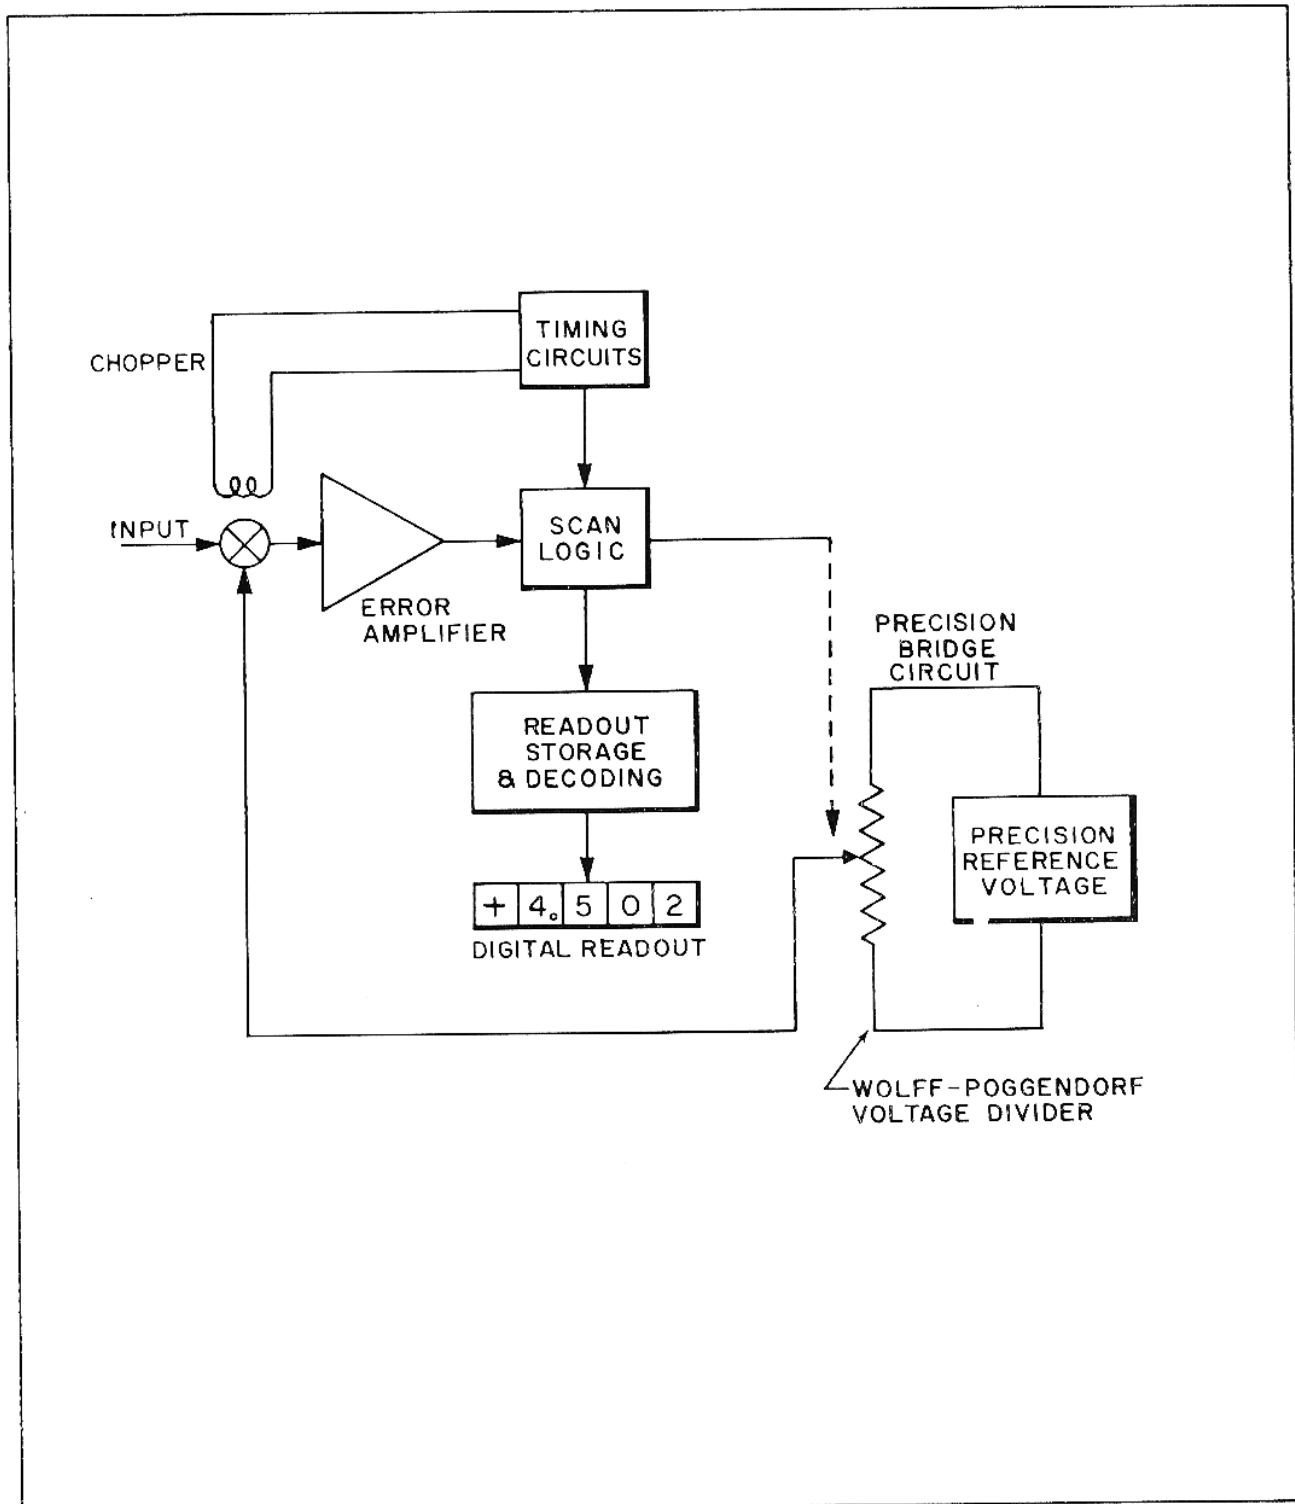 TIMING
CIRCUITS
CHOPPER
INPUT
SCAN
LOGIC
ERROR
AMPLIFIER
PRECISION
BRIDGE
CIRCUIT
READOUT
STORAGE
& DECODING
PRECISION
REFERENCE
VOLTAGE
+ 4. 5 0 2
DIGITAL READOUT
WOLFF-POGGENDORF
VOLTAGE DIVIDER